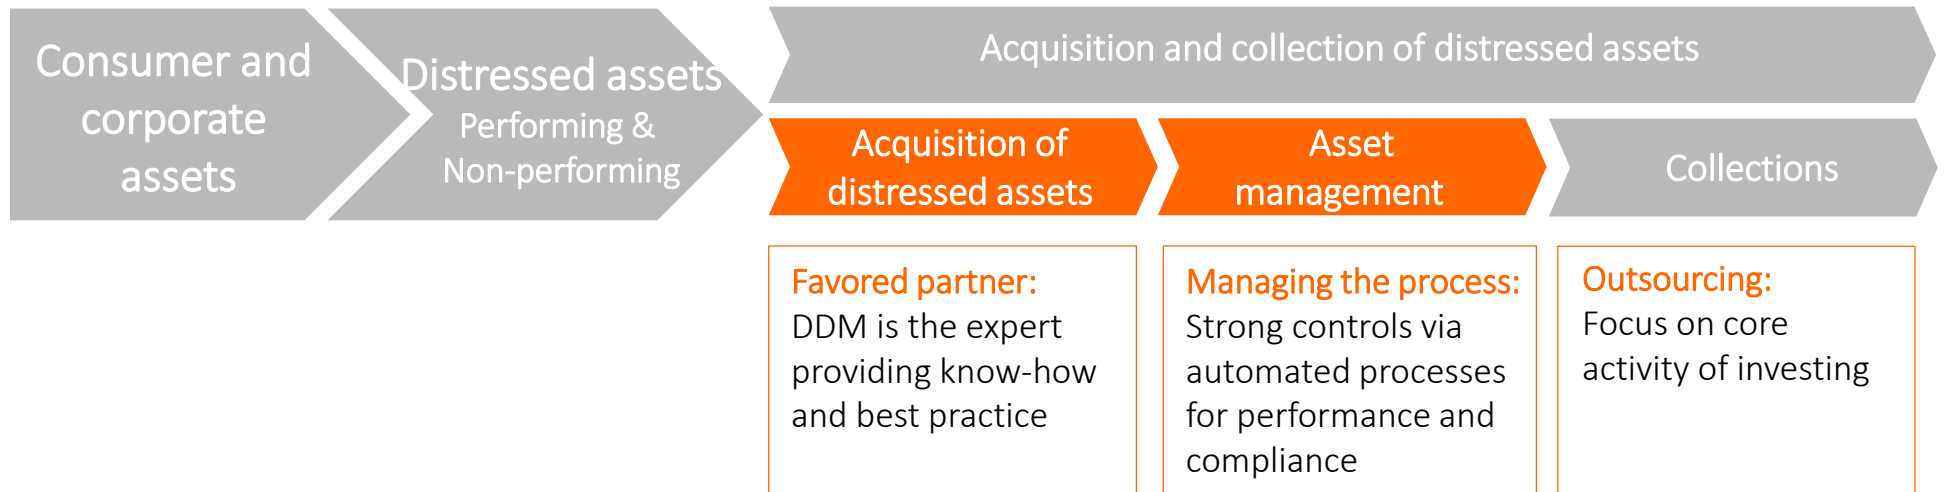 Consumer and
corporate
assets
Distressed assets
Performing &
Non-performing
Acquisition and collection of distressed assets
Acquisition of
distressed assets
Asset
management
Collections
Favored partner:
DDM is the expert
providing know-how
and best practice
Managing the process:
Strong controls via
automated processes
for performance and
compliance
Outsourcing:
Focus on core
activity of investing